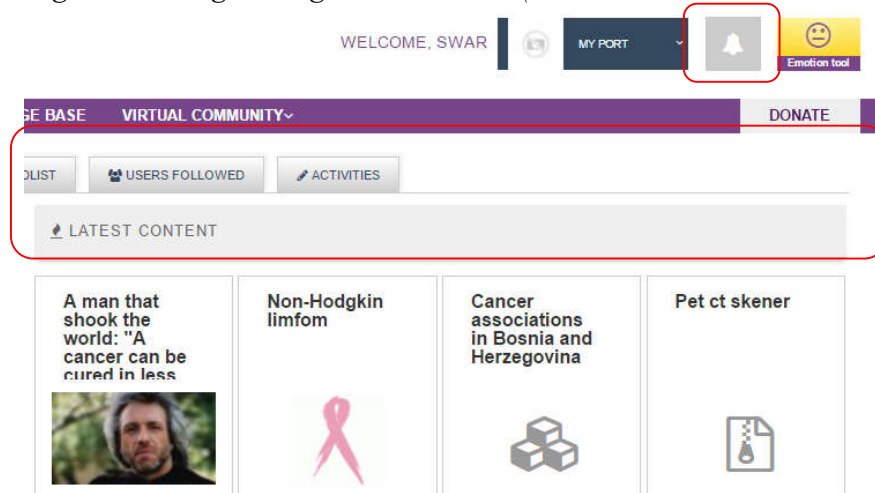 WELCOME, SWAR
MY PORT
Emotion tool
GE BASE VIRTUAL COMMUNITY
DONATE
DLIST
USERS FOLLOWED
ACTIVITIES
LATEST CONTENT
A man that
shook the
world: "A
cancer can be
cured in less
Non-Hodgkin
limfom
Cancer
associations
in Bosnia and
Herzegovina
Pet ct skener